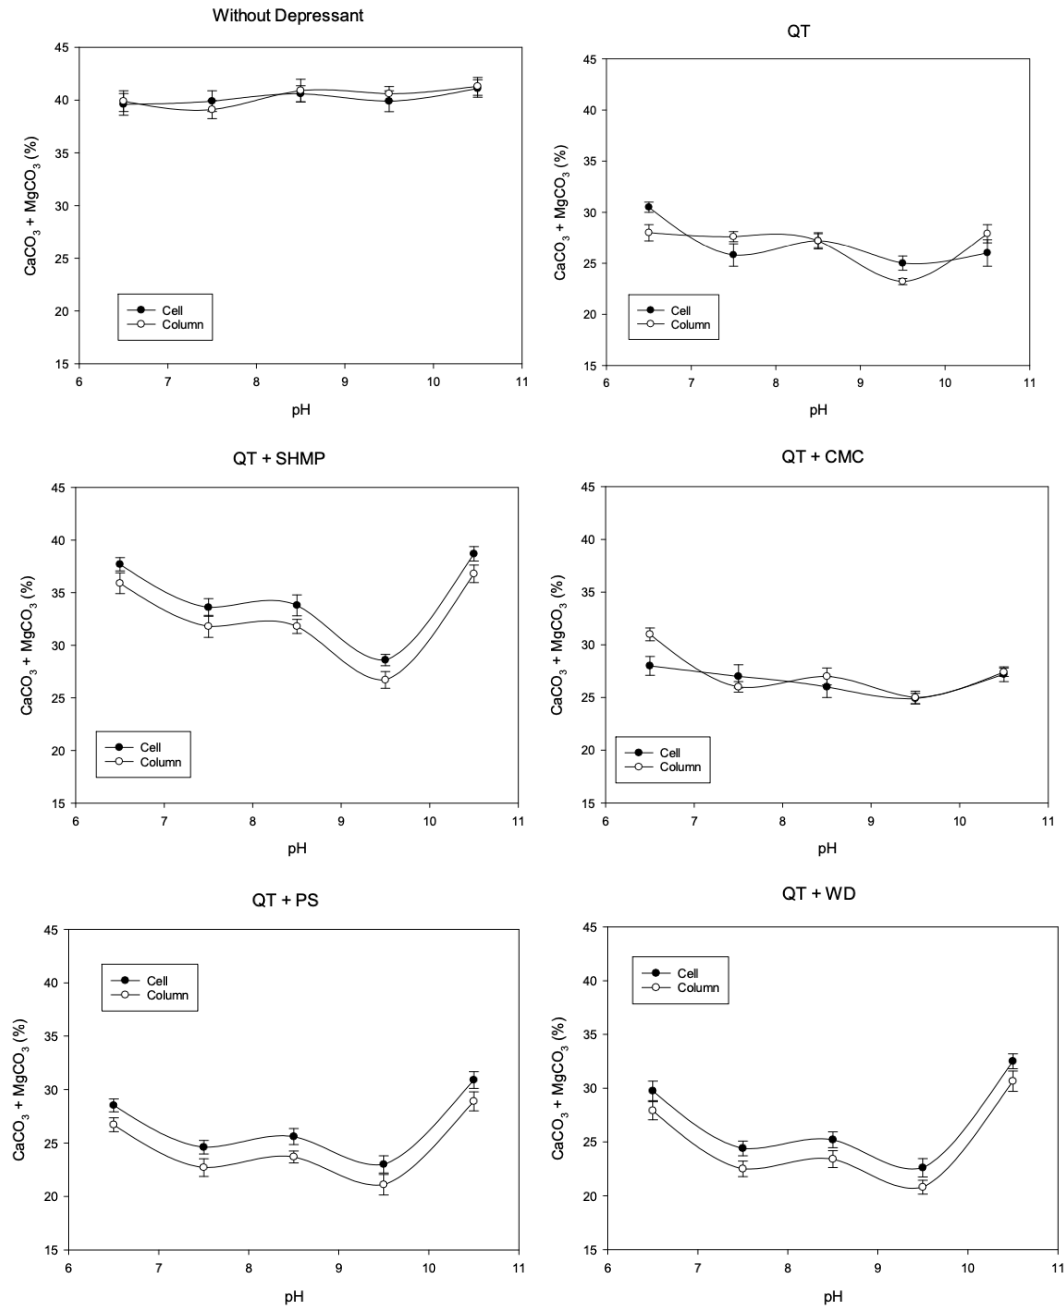 Without Depressant
45
40
35
30
25
20
15
CaCO3 + MgCO3 (%)
Cell
Column
6 7 8 9 10 11
pH
QT
45
40
35
30
25
20
15
CaCO3 + MgCO3 (%)
Cell
Column
6 7 8 9 10 11
pH
QT + SHMP
45
40
35
30
25
20
15
CaCO3 + MgCO3 (%)
Cell
Column
6 7 8 9 10 11
pH
QT + CMC
45
40
35
30
25
20
15
CaCO3 + MgCO3 (%)
Cell
Column
6 7 8 9 10 11
pH
QT + PS
45
40
35
30
25
20
15
CaCO3 + MgCO3 (%)
Cell
Column
6 7 8 9 10 11
pH
QT + WD
45
40
35
30
25
20
15
CaCO3 + MgCO3 (%)
Cell
Column
6 7 8 9 10 11
pH